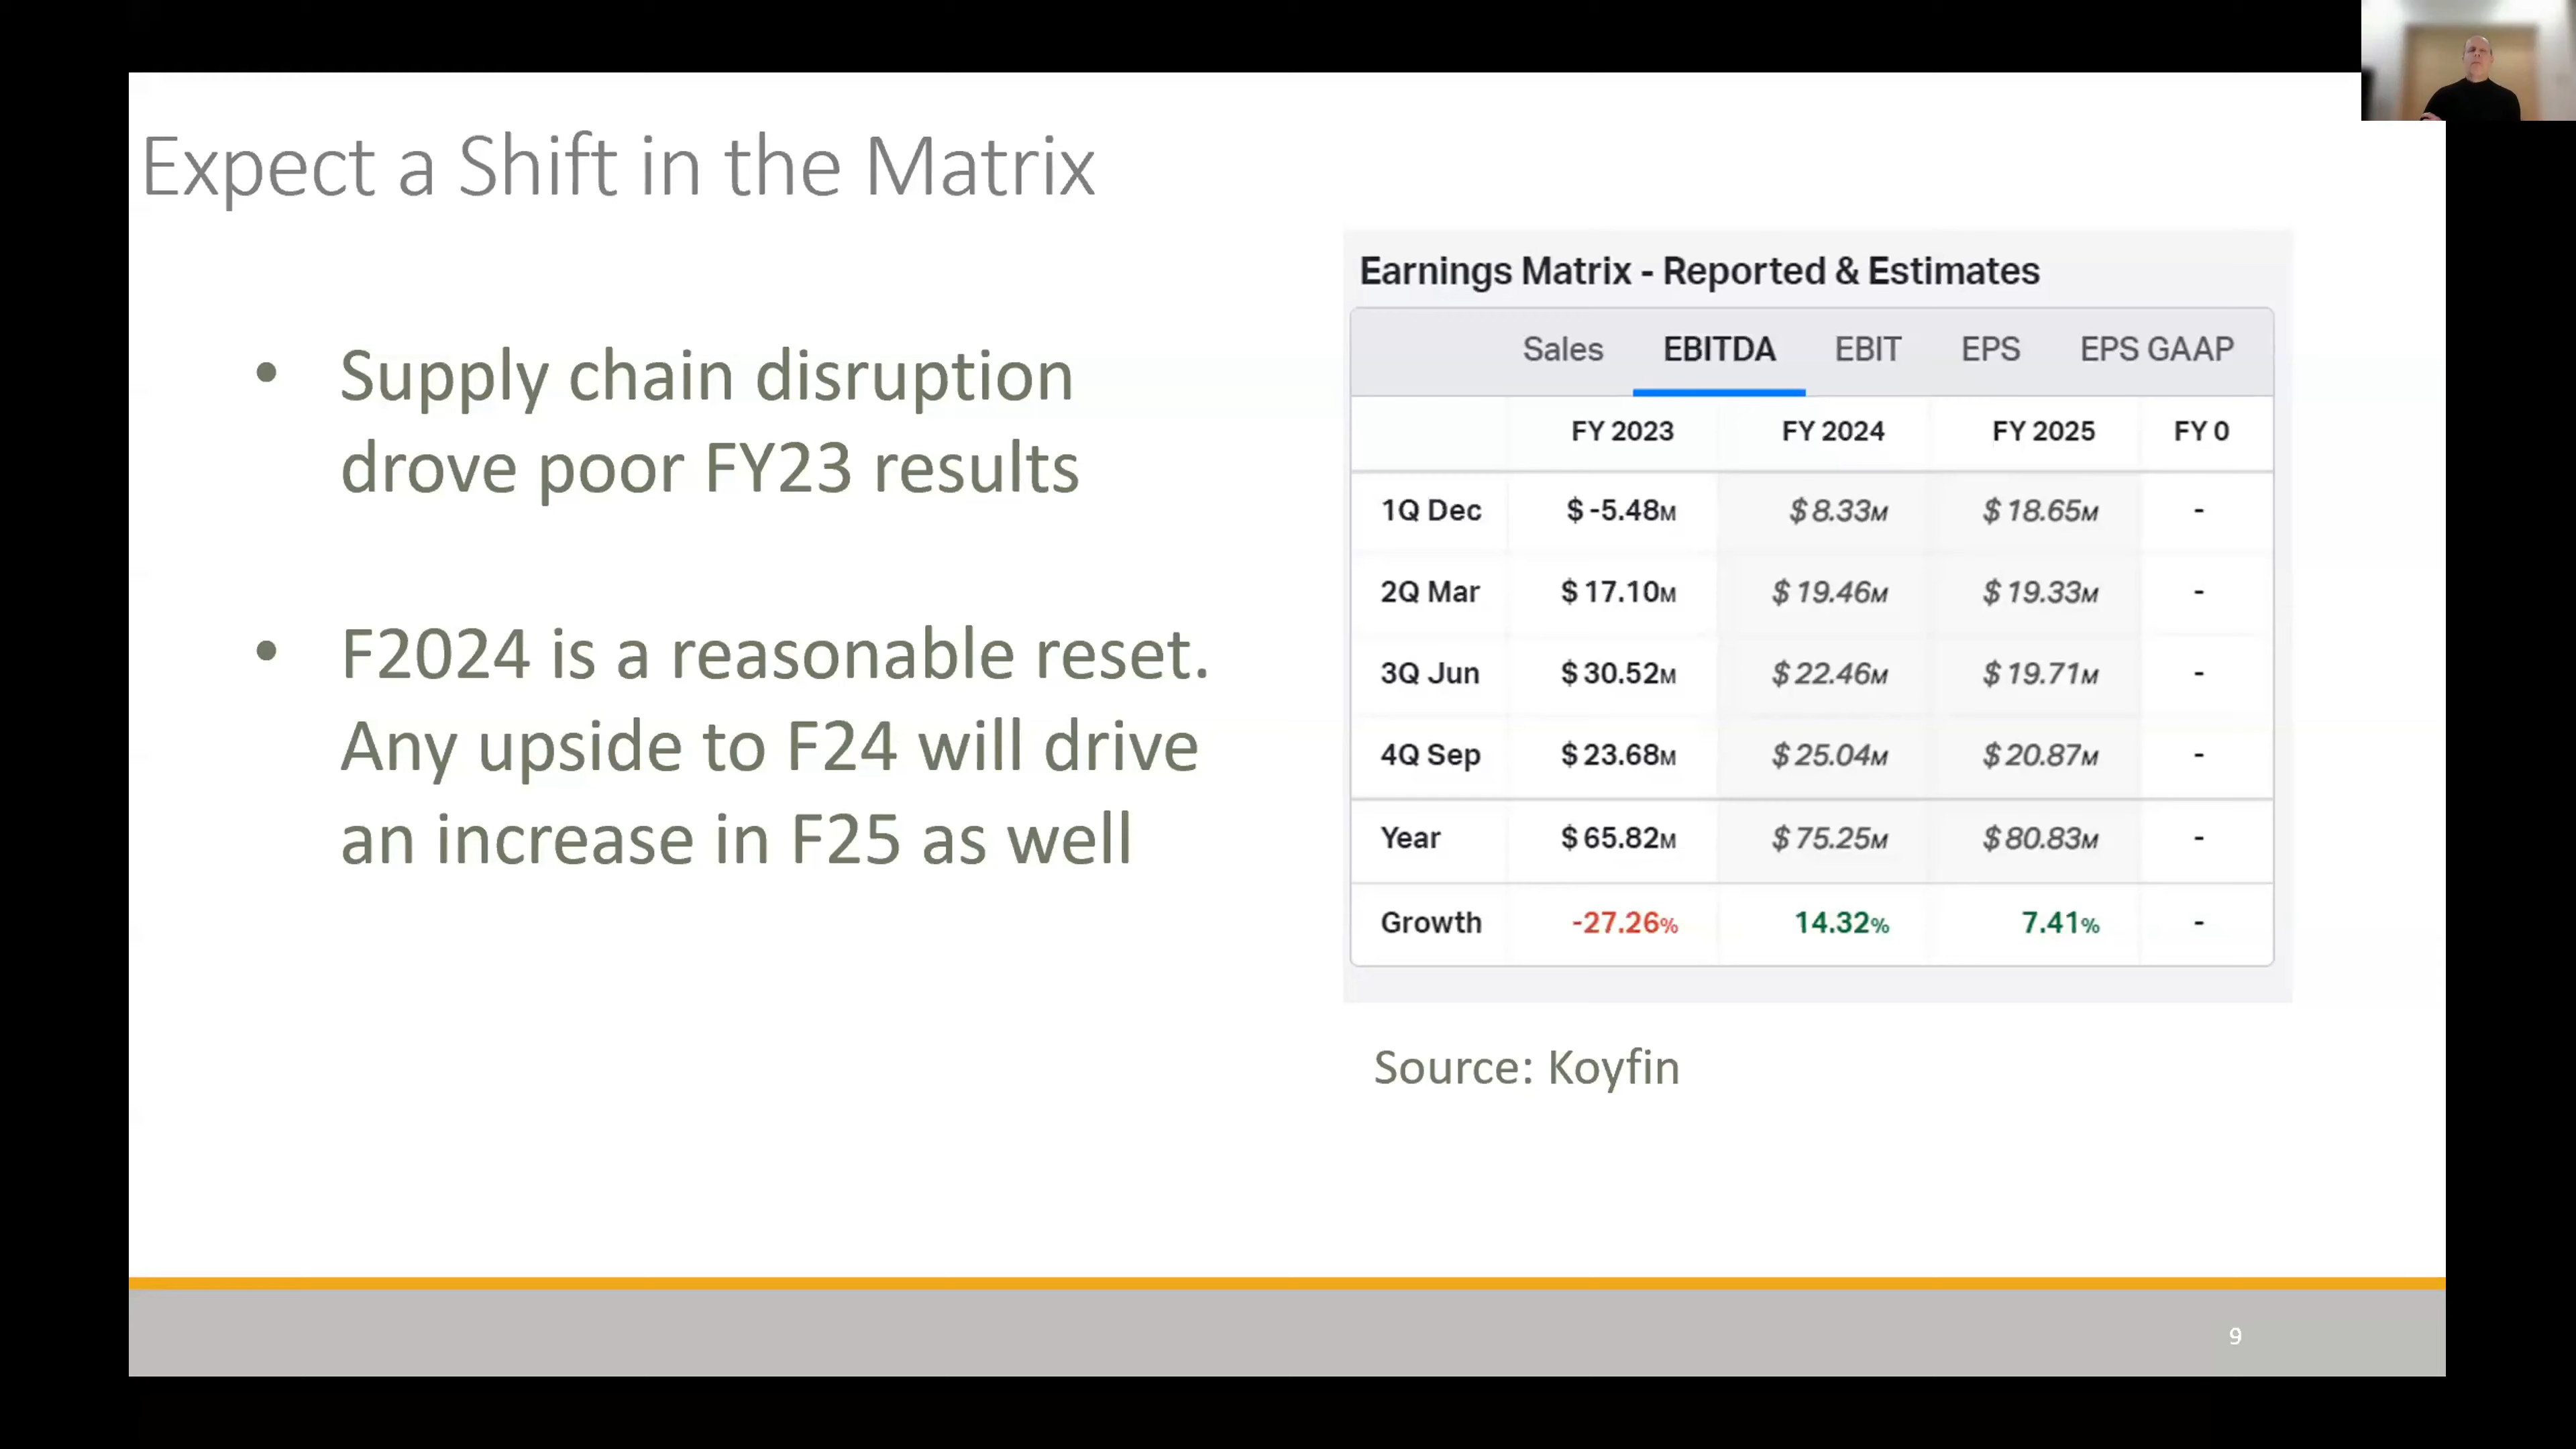 Expect a Shift in the Matrix
• Supply chain disruption
drove poor FY23 results
• F2024 is a reasonable reset.
Any upside to F24 will drive
an increase in F25 as well
Earnings Matrix - Reported & Estimates
Sales EBITDA EBIT EPS EPS GAAP
FY 2023 FY 2024 FY 2025 FY 0
1Q Dec $ -5.48M $ 8.33M $ 18.65M -
2Q Mar $ 17.10M $ 19.46M $ 19.33M -
3Q Jun $ 30.52M $ 22.46M $ 19.71M -
4Q Sep $ 23.68M $ 25.04M $ 20.87M -
Year $ 65.82M $ 75.25M $ 80.83M -
Growth -27.26% 14.32% 7.41% -
Source: Koyfin
9